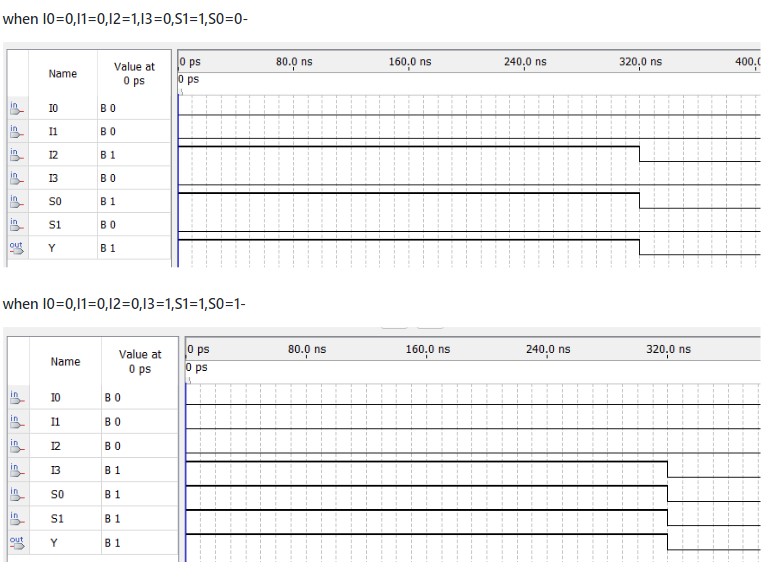 when I0=0,I1=0,I2=1,I3=0,S1=1,S0=0-
Name Value at 0 ps 0 ps 80.0 ns 160.0 ns 240.0 ns 320.0 ns 400.0
0 ps
in I0 B 0
in I1 B 0
in I2 B 1
in I3 B 0
in S0 B 1
in S1 B 0
out Y B 1
when I0=0,I1=0,I2=0,I3=1,S1=1,S0=1-
Name Value at 0 ps 0 ps 80.0 ns 160.0 ns 240.0 ns 320.0 ns
0 ps
in I0 B 0
in I1 B 0
in I2 B 0
in I3 B 1
in S0 B 1
in S1 B 1
out Y B 1